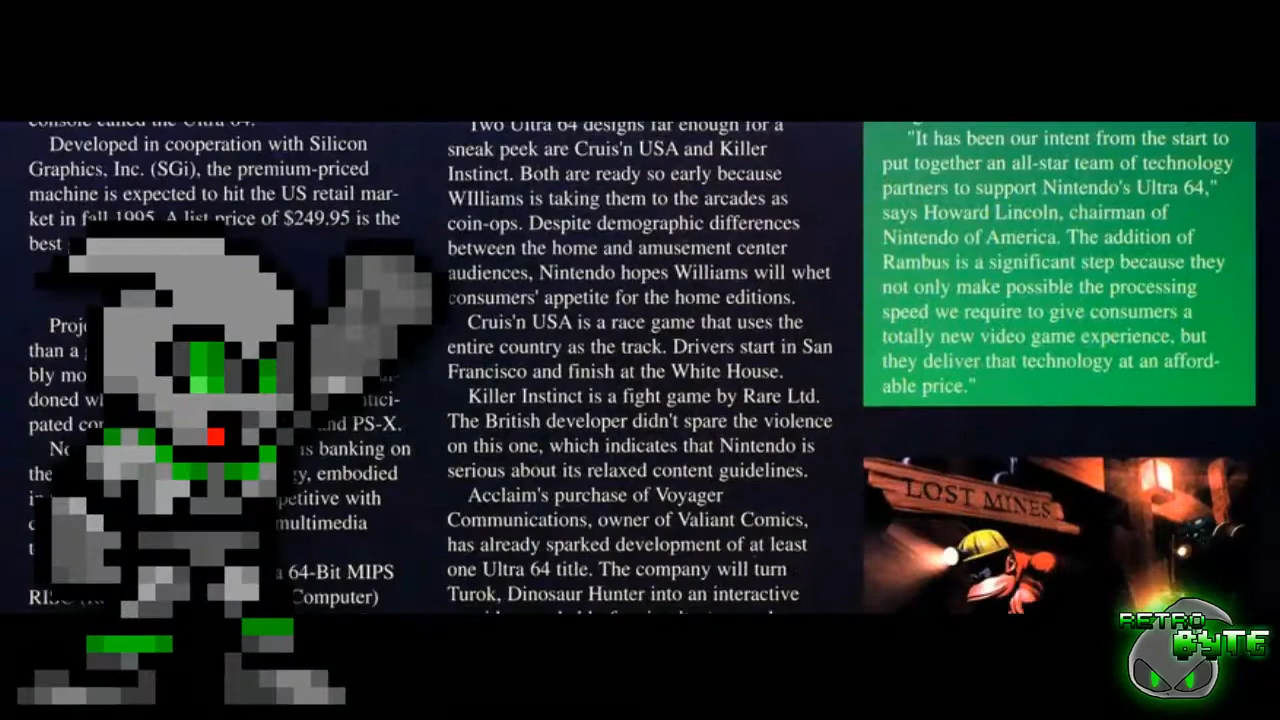 console called the Ultra 64.
Developed in cooperation with Silicon
Graphics, Inc. (SGi), the premium-priced
machine is expected to hit the US retail mar-
ket in fall 1995. A list price of $249.95 is the
best
Proj
than a
bly mo
doned w
pated co and PS-X.
No is banking on
the gy, embodied
in petitive with
multimedia
t
a 64-Bit MIPS
RISC Computer)
Two Ultra 64 designs far enough for a
sneak peek are Cruis'n USA and Killer
Instinct. Both are ready so early because
WIlliams is taking them to the arcades as
coin-ops. Despite demographic differences
between the home and amusement center
audiences, Nintendo hopes Williams will whet
consumers' appetite for the home editions.
Cruis'n USA is a race game that uses the
entire country as the track. Drivers start in San
Francisco and finish at the White House.
Killer Instinct is a fight game by Rare Ltd.
The British developer didn't spare the violence
on this one, which indicates that Nintendo is
serious about its relaxed content guidelines.
Acclaim's purchase of Voyager
Communications, owner of Valiant Comics,
has already sparked development of at least
one Ultra 64 title. The company will turn
Turok, Dinosaur Hunter into an interactive
"It has been our intent from the start to
put together an all-star team of technology
partners to support Nintendo's Ultra 64,"
says Howard Lincoln, chairman of
Nintendo of America. The addition of
Rambus is a significant step because they
not only make possible the processing
speed we require to give consumers a
totally new video game experience, but
they deliver that technology at an afford-
able price."
LOST MINES
RETRO
BYTE